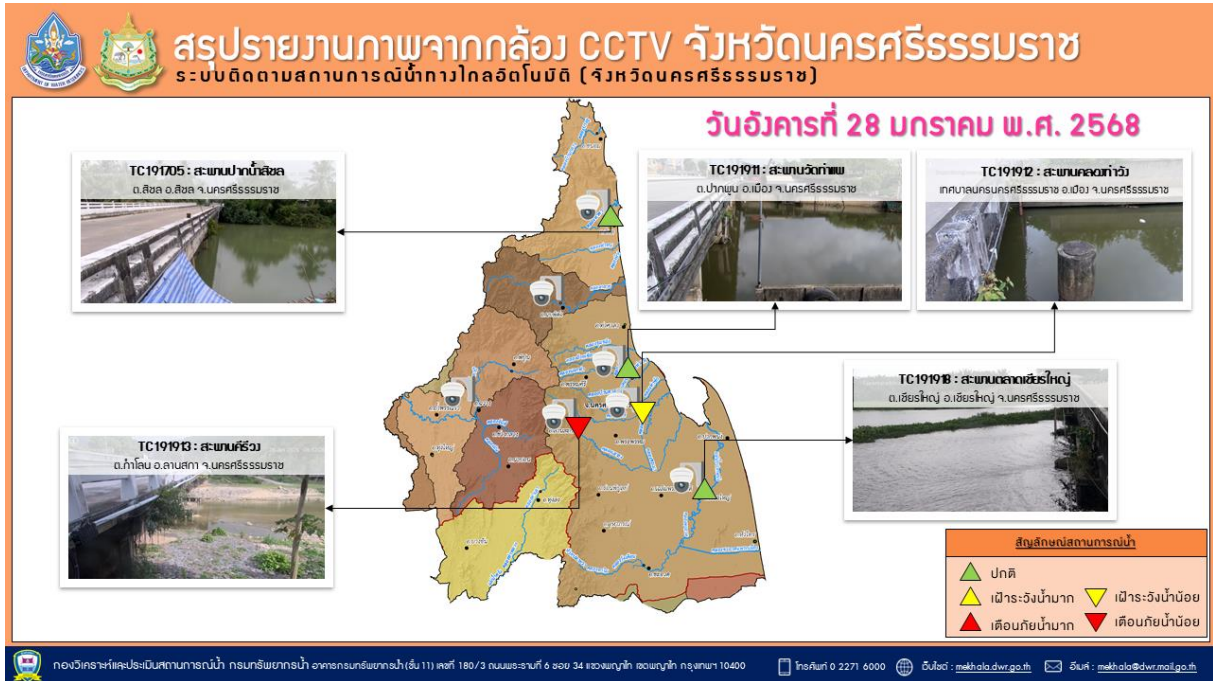 สรุปรายงานภาพจากกล้อง CCTV จังหวัดนครศรีธรรมราช
ระบบติดตามสถานการณ์น้ำทางไกลอัตโนมัติ (จังหวัดนครศรีธรรมราช)
วันอังคารที่ 28 มกราคม พ.ศ. 2568
TC191705 : สะพานปากน้ำสิชล
ต.สิชล อ.สิชล จ.นครศรีธรรมราช
TC191911 : สะพานวัดท่าแพ
ต.ปากพูน อ.เมือง จ.นครศรีธรรมราช
TC191912 : สะพานคลองท่าวัง
เทศบาลนครนครศรีธรรมราช อ.เมือง จ.นครศรีธรรมราช
TC191918 : สะพานตลาดเชียรใหญ่
ต.เชียรใหญ่ อ.เชียรใหญ่ จ.นครศรีธรรมราช
TC191913 : สะพานคีรีวง
ต.กำโลน อ.ลานสกา จ.นครศรีธรรมราช
สัญลักษณ์สถานการณ์น้ำ
ปกติ
เฝ้าระวังน้ำมาก เฝ้าระวังน้ำน้อย
เตือนภัยน้ำมาก เตือนภัยน้ำน้อย
กองวิเคราะห์และประเมินสถานการณ์น้ำ กรมทรัพยากรน้ำ อาคารกรมทรัพยากรน้ำ (ชั้น 11) เลขที่ 180/3 ถนนพระรามที่ 6 ซอย 34 แขวงพญาไท เขตพญาไท กรุงเทพฯ 10400 โทรศัพท์ 0 2271 6000 เว็บไซต์ : mekhala.dwr.go.th อีเมล์ : mekhala@dwr.mail.go.th